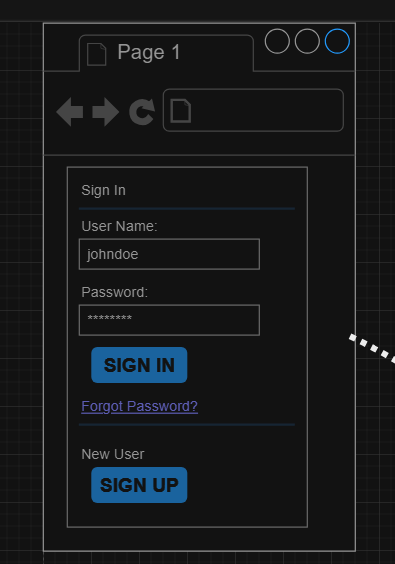 Page 1
Sign In
User Name:
johndoe
Password:
********
SIGN IN
Forgot Password?
New User
SIGN UP